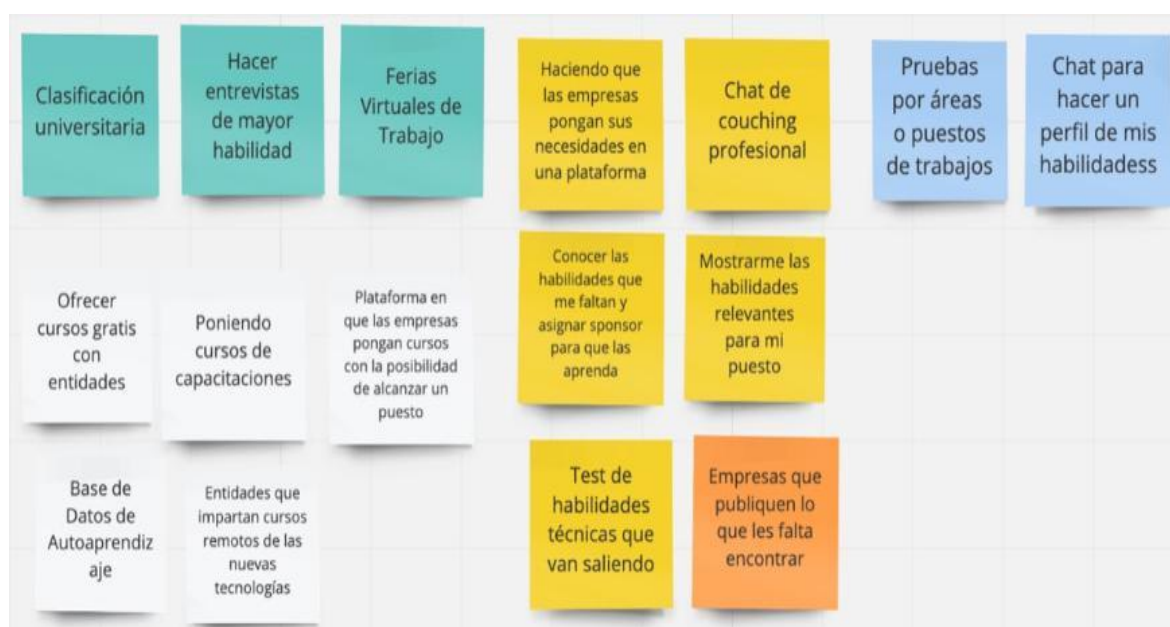 Clasificación
universitaria
Hacer
entrevistas
de mayor
habilidad
Ferias
Virtuales de
Trabajo
Haciendo que
las empresas
pongan sus
necesidades en
una plataforma
Chat de
couching
profesional
Pruebas
por áreas
o puestos
de trabajos
Chat para
hacer un
perfil de mis
habilidadess
Ofrecer
cursos gratis
con
entidades
Poniendo
cursos de
capacitaciones
Plataforma en
que las empresas
pongan cursos
con la posibilidad
de alcanzar un
puesto
Conocer las
habilidades que
me faltan y
asignar sponsor
para que las
aprenda
Mostrarme las
habilidades
relevantes
para mi
puesto
Base de
Datos de
Autoaprendiz
aje
Entidades que
impartan cursos
remotos de las
nuevas
tecnologías
Test de
habilidades
técnicas que
van saliendo
Empresas que
publiquen lo
que les falta
encontrar